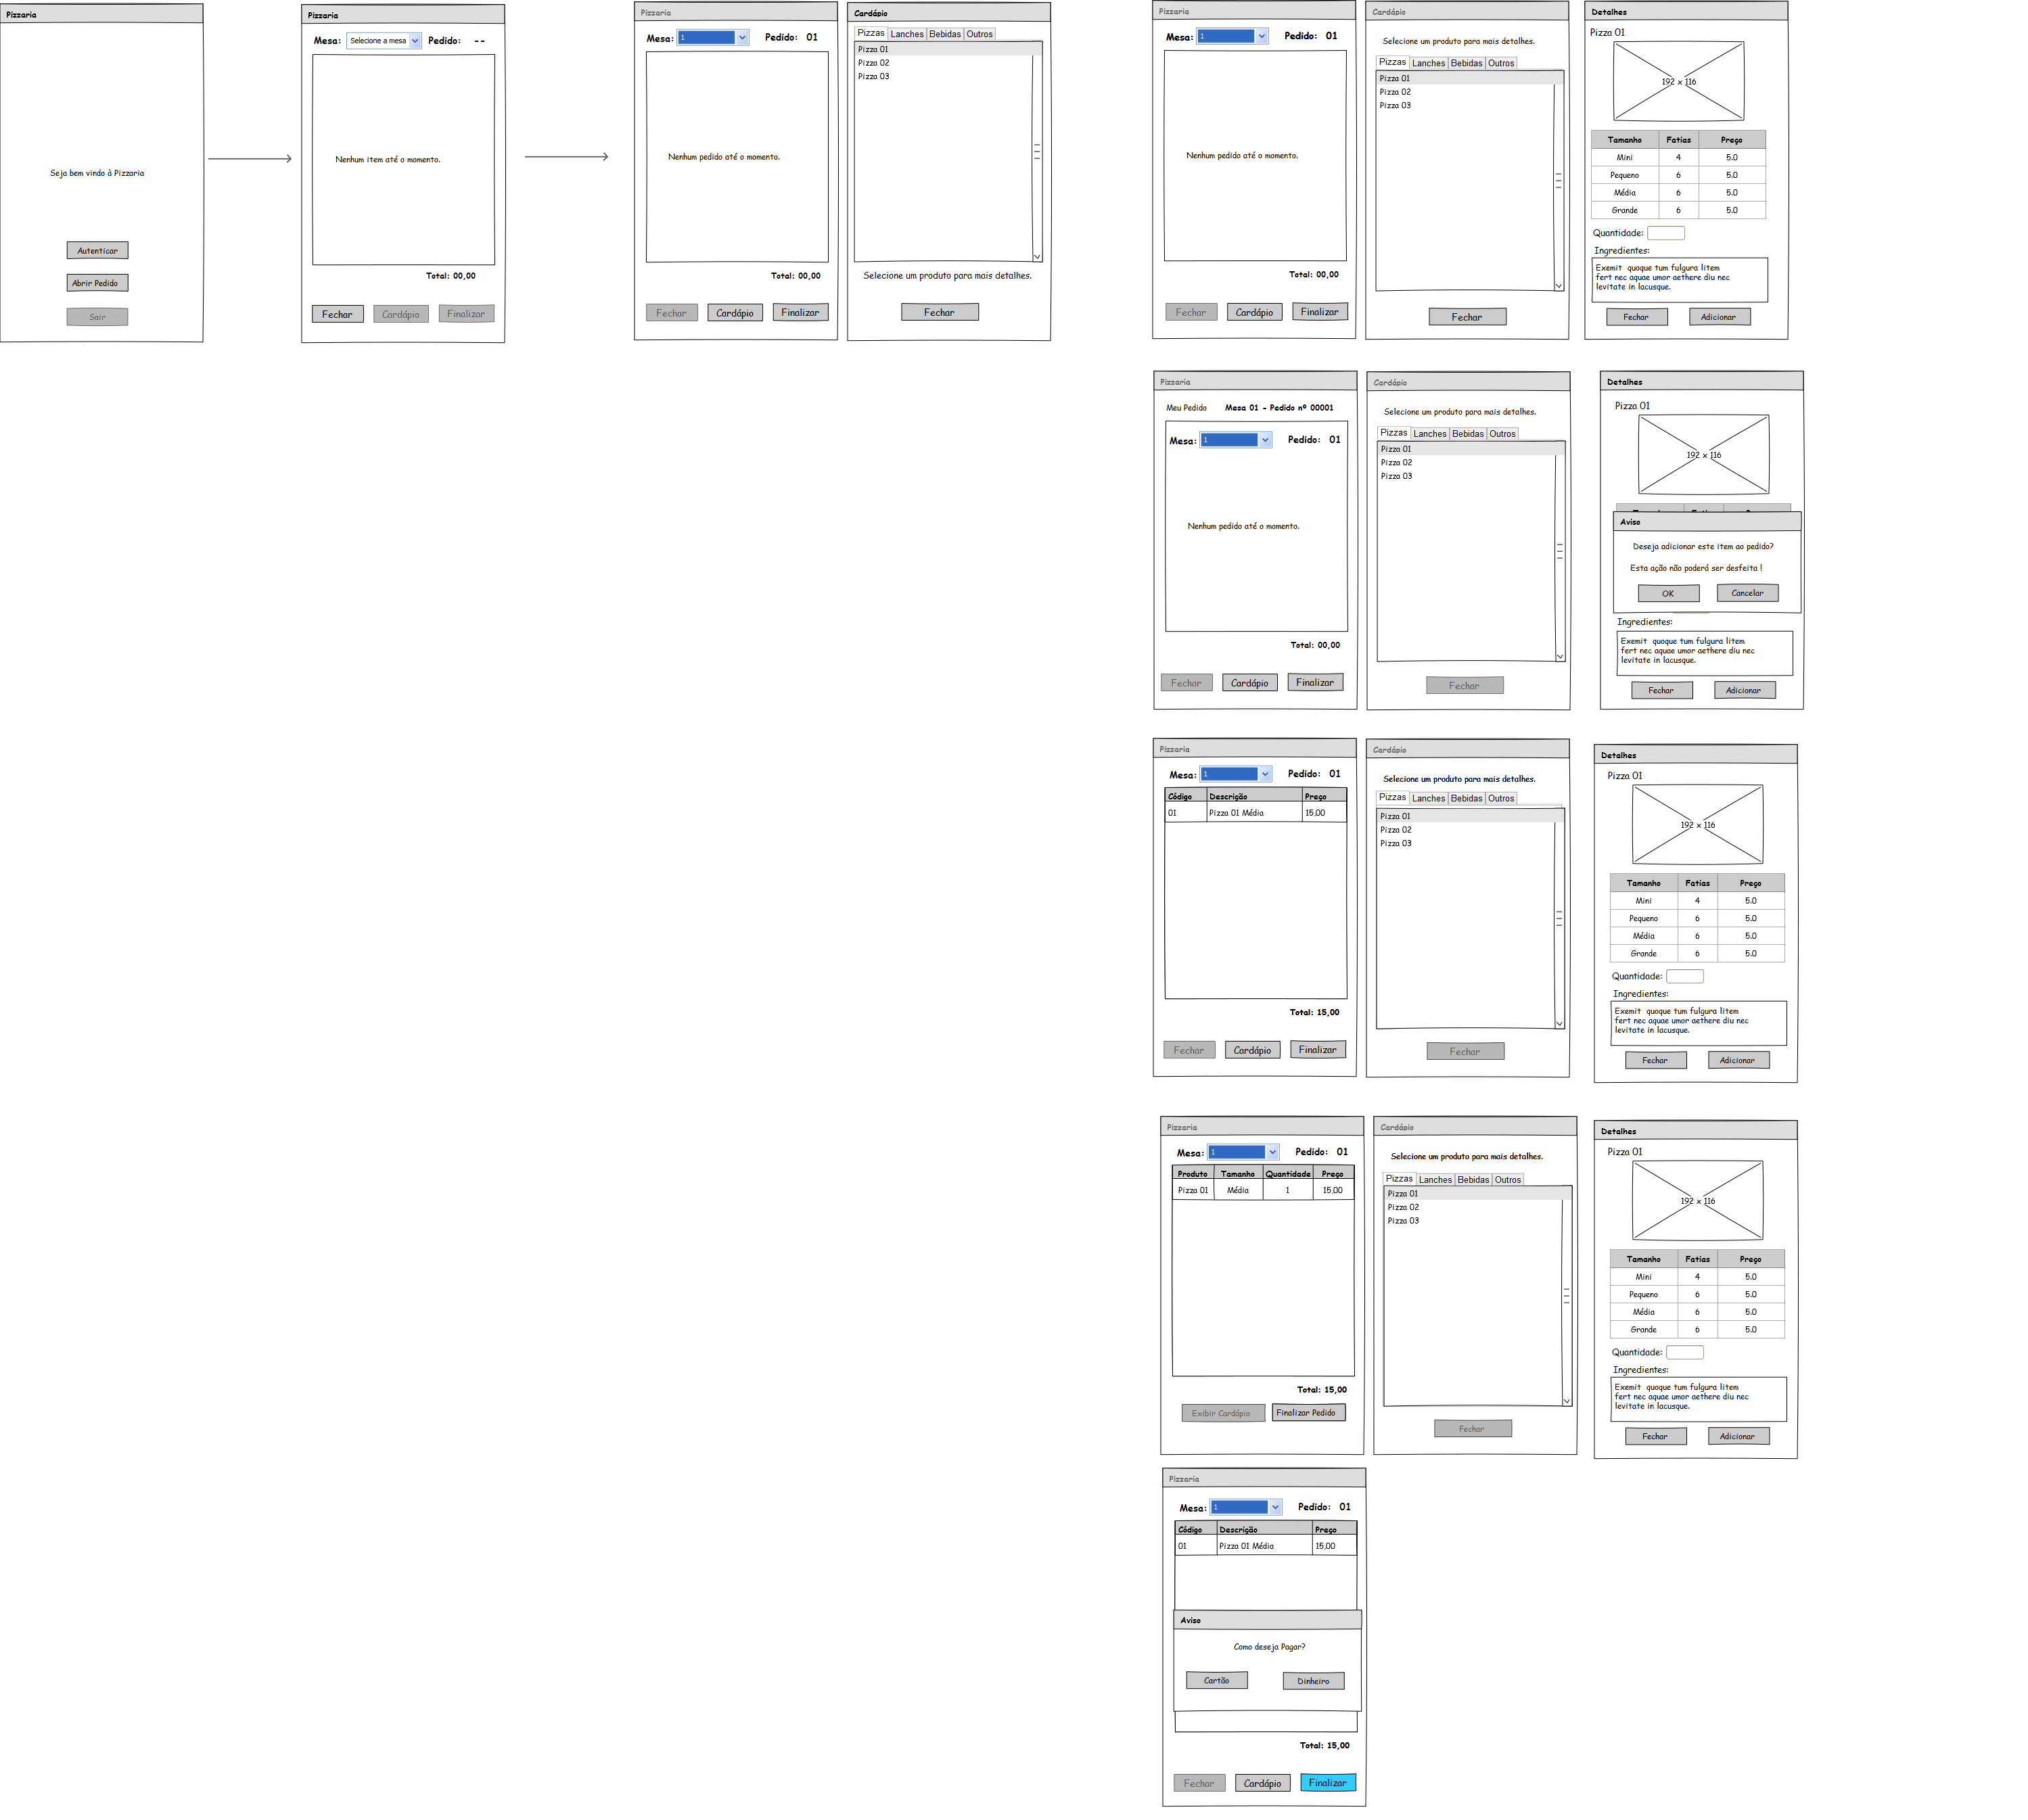 Pizzaria
Seja bem vindo à Pizzaria
Autenticar
Abrir Pedido
Sair
Pizzaria
Mesa: Selecione a mesa Pedido: --
Nenhum item até o momento.
Total: 00,00
Fechar Cardápio Finalizar
Pizzaria
Mesa: 1 Pedido: 01
Nenhum pedido até o momento.
Total: 00,00
Fechar Cardápio Finalizar
Cardápio
Pizzas Lanches Bebidas Outros
Pizza 01
Pizza 02
Pizza 03
Selecione um produto para mais detalhes.
Fechar
Pizzaria
Mesa: 1 Pedido: 01
Nenhum pedido até o momento.
Total: 00,00
Fechar Cardápio Finalizar
Cardápio
Selecione um produto para mais detalhes.
Pizzas Lanches Bebidas Outros
Pizza 01
Pizza 02
Pizza 03
Fechar
Detalhes
Pizza 01
192 x 116
Tamanho Fatias Preço
Mini 4 5.0
Pequeno 6 5.0
Média 6 5.0
Grande 6 5.0
Quantidade:
Ingredientes:
Exemit quoque tum fulgura litem
fert nec aquae umor aethere diu nec
levitate in lacusque.
Fechar Adicionar
Pizzaria
Meu Pedido Mesa 01 - Pedido nº 00001
Mesa: 1 Pedido: 01
Nenhum pedido até o momento.
Total: 00,00
Fechar Cardápio Finalizar
Cardápio
Selecione um produto para mais detalhes.
Pizzas Lanches Bebidas Outros
Pizza 01
Pizza 02
Pizza 03
Fechar
Detalhes
Pizza 01
192 x 116
Aviso
Deseja adicionar este item ao pedido?
Esta ação não poderá ser desfeita !
OK Cancelar
Ingredientes:
Exemit quoque tum fulgura litem
fert nec aquae umor aethere diu nec
levitate in lacusque.
Fechar Adicionar
Pizzaria
Mesa: 1 Pedido: 01
Código Descrição Preço
01 Pizza 01 Média 15,00
Total: 15,00
Fechar Cardápio Finalizar
Cardápio
Selecione um produto para mais detalhes.
Pizzas Lanches Bebidas Outros
Pizza 01
Pizza 02
Pizza 03
Fechar
Detalhes
Pizza 01
192 x 116
Tamanho Fatias Preço
Mini 4 5.0
Pequeno 6 5.0
Média 6 5.0
Grande 6 5.0
Quantidade:
Ingredientes:
Exemit quoque tum fulgura litem
fert nec aquae umor aethere diu nec
levitate in lacusque.
Fechar Adicionar
Pizzaria
Mesa: 1 Pedido: 01
Produto Tamanho Quantidade Preço
Pizza 01 Média 1 15,00
Total: 15,00
Exibir Cardápio Finalizar Pedido
Cardápio
Selecione um produto para mais detalhes.
Pizzas Lanches Bebidas Outros
Pizza 01
Pizza 02
Pizza 03
Fechar
Detalhes
Pizza 01
192 x 116
Tamanho Fatias Preço
Mini 4 5.0
Pequeno 6 5.0
Média 6 5.0
Grande 6 5.0
Quantidade:
Ingredientes:
Exemit quoque tum fulgura litem
fert nec aquae umor aethere diu nec
levitate in lacusque.
Fechar Adicionar
Pizzaria
Mesa: 1 Pedido: 01
Código Descrição Preço
01 Pizza 01 Média 15,00
Aviso
Como deseja Pagar?
Cartão Dinheiro
Total: 15,00
Fechar Cardápio Finalizar